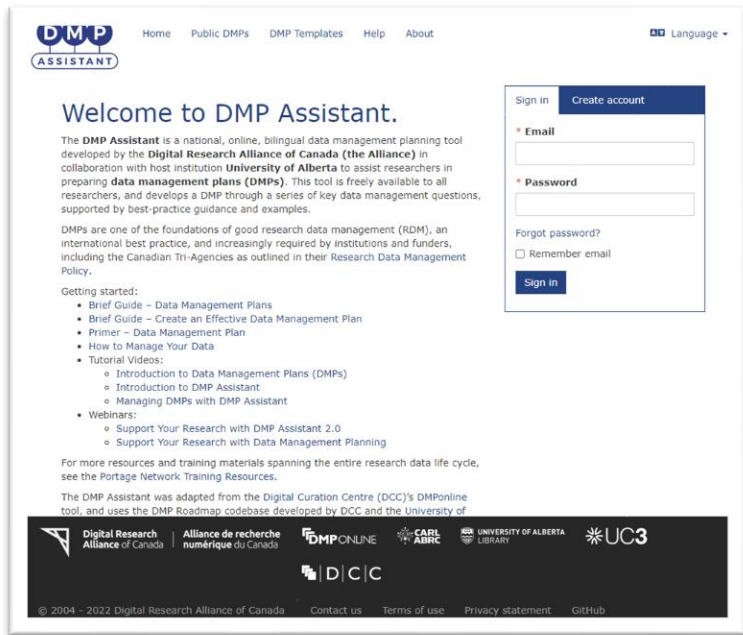 DMP
ASSISTANT
Home Public DMPs DMP Templates Help About
Language
Welcome to DMP Assistant.
The DMP Assistant is a national, online, bilingual data management planning tool
developed by the Digital Research Alliance of Canada (the Alliance) in
collaboration with host institution University of Alberta to assist researchers in
preparing data management plans (DMPs). This tool is freely available to all
researchers, and develops a DMP through a series of key data management questions,
supported by best-practice guidance and examples.
DMPs are one of the foundations of good research data management (RDM), an
international best practice, and increasingly required by institutions and funders,
including the Canadian Tri-Agencies as outlined in their Research Data Management
Policy.
Getting started:
• Brief Guide – Data Management Plans
• Brief Guide – Create an Effective Data Management Plan
• Primer – Data Management Plan
• How to Manage Your Data
• Tutorial Videos:
◦ Introduction to Data Management Plans (DMPs)
◦ Introduction to DMP Assistant
◦ Managing DMPs with DMP Assistant
• Webinars:
◦ Support Your Research with DMP Assistant 2.0
◦ Support Your Research with Data Management Planning
For more resources and training materials spanning the entire research data life cycle,
see the Portage Network Training Resources.
The DMP Assistant was adapted from the Digital Curation Centre (DCC)'s DMPonline
tool, and uses the DMP Roadmap codebase developed by DCC and the University of
Sign in Create account
* Email
* Password
Forgot password?
Remember email
Sign in
Digital Research
Alliance of Canada
Alliance de recherche
numérique du Canada
DMPONLINE
CARL
ABRC
UNIVERSITY OF ALBERTA
LIBRARY
UC3
D|C|C
© 2004 - 2022 Digital Research Alliance of Canada Contact us Terms of use Privacy statement GitHub